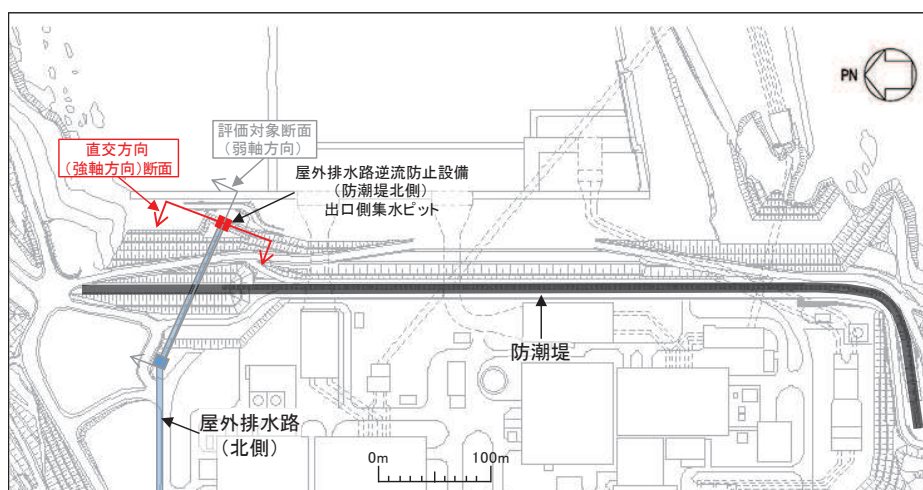 PN
評価対象断面
(弱軸方向)
直交方向
(強軸方向)断面
屋外排水路逆流防止設備
(防潮堤北側)
出口側集水ピット
防潮堤
屋外排水路
(北側)
0m
100m